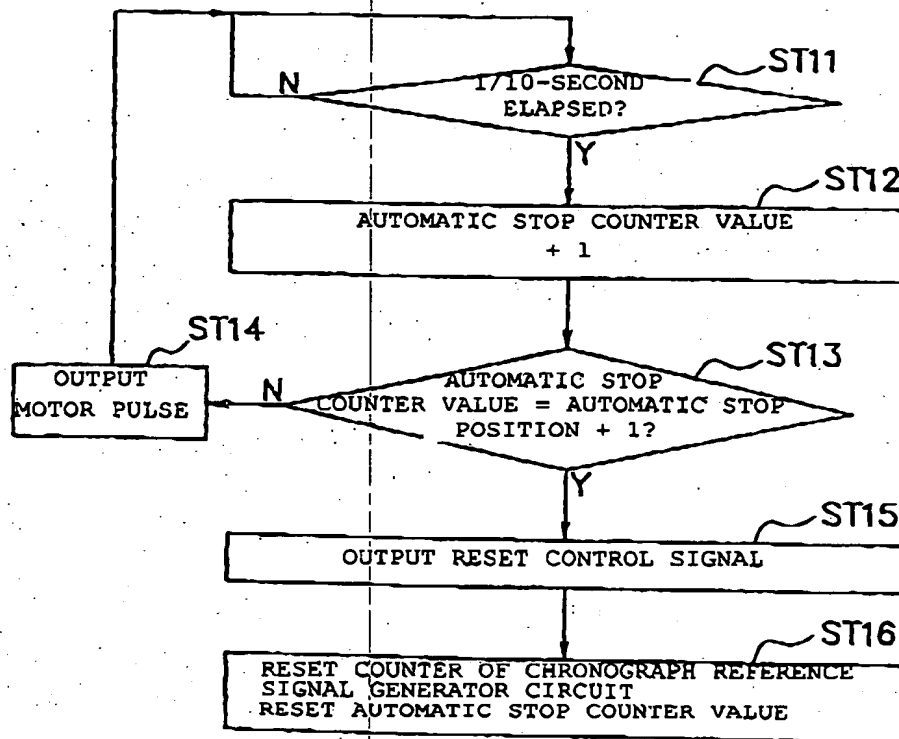 ST11
N
1/10-SECOND
ELAPSED?
Y
ST12
AUTOMATIC STOP COUNTER VALUE
+ 1
ST14
OUTPUT
MOTOR PULSE
N
ST13
AUTOMATIC STOP
COUNTER VALUE = AUTOMATIC STOP
POSITION + 1?
Y
ST15
OUTPUT RESET CONTROL SIGNAL
ST16
RESET COUNTER OF CHRONOGRAPH REFERENCE
SIGNAL GENERATOR CIRCUIT
RESET AUTOMATIC STOP COUNTER VALUE